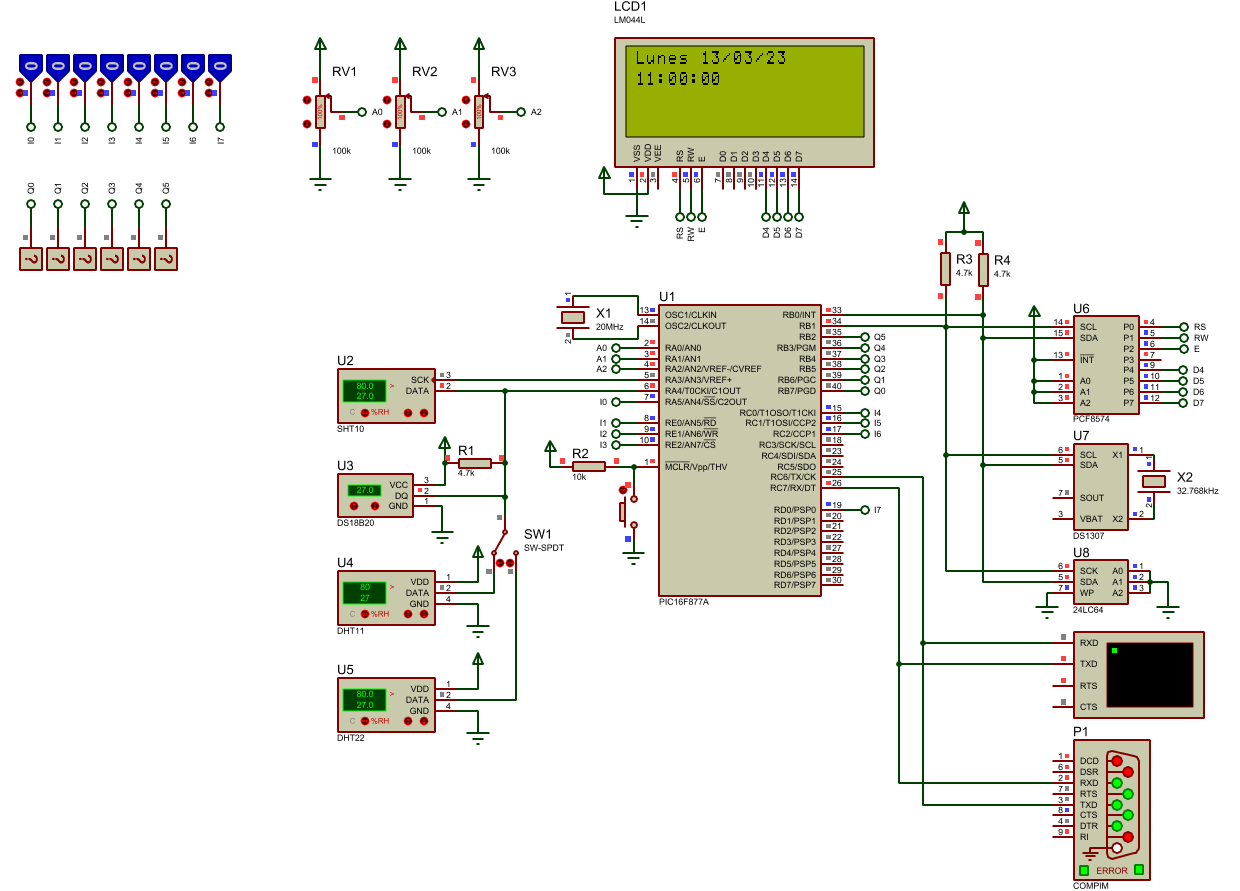 LCD1
LM044L
Lunes 13/03/23
11:00:00
VSS VDD VEE RS RW E D0 D1 D2 D3 D4 D5 D6 D7
1 2 3 4 5 6 7 8 9 10 11 12 13 14
RS RW E D4 D5 D6 D7
0 0 0 0 0 0 0 0
I0 I1 I2 I3 I4 I5 I6 I7
Q0 Q1 Q2 Q3 Q4 Q5
? ? ? ? ? ?
RV1
100%
A0
100k
RV2
100%
A1
100k
RV3
100%
A2
100k
R3
4.7k
R4
4.7k
X1
20MHz
1
2
U1
13 OSC1/CLKIN
14 OSC2/CLKOUT
A0 2 RA0/AN0
A1 3 RA1/AN1
A2 4 RA2/AN2/VREF-/CVREF
5 RA3/AN3/VREF+
6 RA4/T0CKI/C1OUT
I0 7 RA5/AN4/SS/C2OUT
I1 8 RE0/AN5/RD
I2 9 RE1/AN6/WR
I3 10 RE2/AN7/CS
1 MCLR/Vpp/THV
RB0/INT 33
RB1 34
RB2 35 Q5
RB3/PGM 36 Q4
RB4 37 Q3
RB5 38 Q2
RB6/PGC 39 Q1
RB7/PGD 40 Q0
RC0/T1OSO/T1CKI 15 I4
RC1/T1OSI/CCP2 16 I5
RC2/CCP1 17 I6
RC3/SCK/SCL 18
RC4/SDI/SDA 23
RC5/SDO 24
RC6/TX/CK 25
RC7/RX/DT 26
RD0/PSP0 19 I7
RD1/PSP1 20
RD2/PSP2 21
RD3/PSP3 22
RD4/PSP4 27
RD5/PSP5 28
RD6/PSP6 29
RD7/PSP7 30
PIC16F877A
U2
80.0 >
27.0
C %RH
SCK 3
DATA 2
SHT10
R1
4.7k
R2
10k
U3
27.0
VCC 3
DQ 2
GND 1
DS18B20
SW1
SW-SPDT
U4
80
27
C %RH
VDD 1
DATA 2
GND 4
DHT11
U5
80.0 >
27.0
C %RH
VDD 1
DATA 2
GND 4
DHT22
U6
14 SCL P0 4 RS
15 SDA P1 5 RW
P2 6 E
13 INT P3 7
P4 9 D4
1 A0 P5 10 D5
2 A1 P6 11 D6
3 A2 P7 12 D7
PCF8574
U7
6 SCL X1 1
5 SDA
7 SOUT
3 VBAT X2 2
DS1307
X2
32.768kHz
1
2
U8
6 SCK A0 1
5 SDA A1 2
7 WP A2 3
24LC64
RXD
TXD
RTS
CTS
P1
1 DCD
6 DSR
2 RXD
7 RTS
3 TXD
8 CTS
4 DTR
9 RI
ERROR
COMPIM